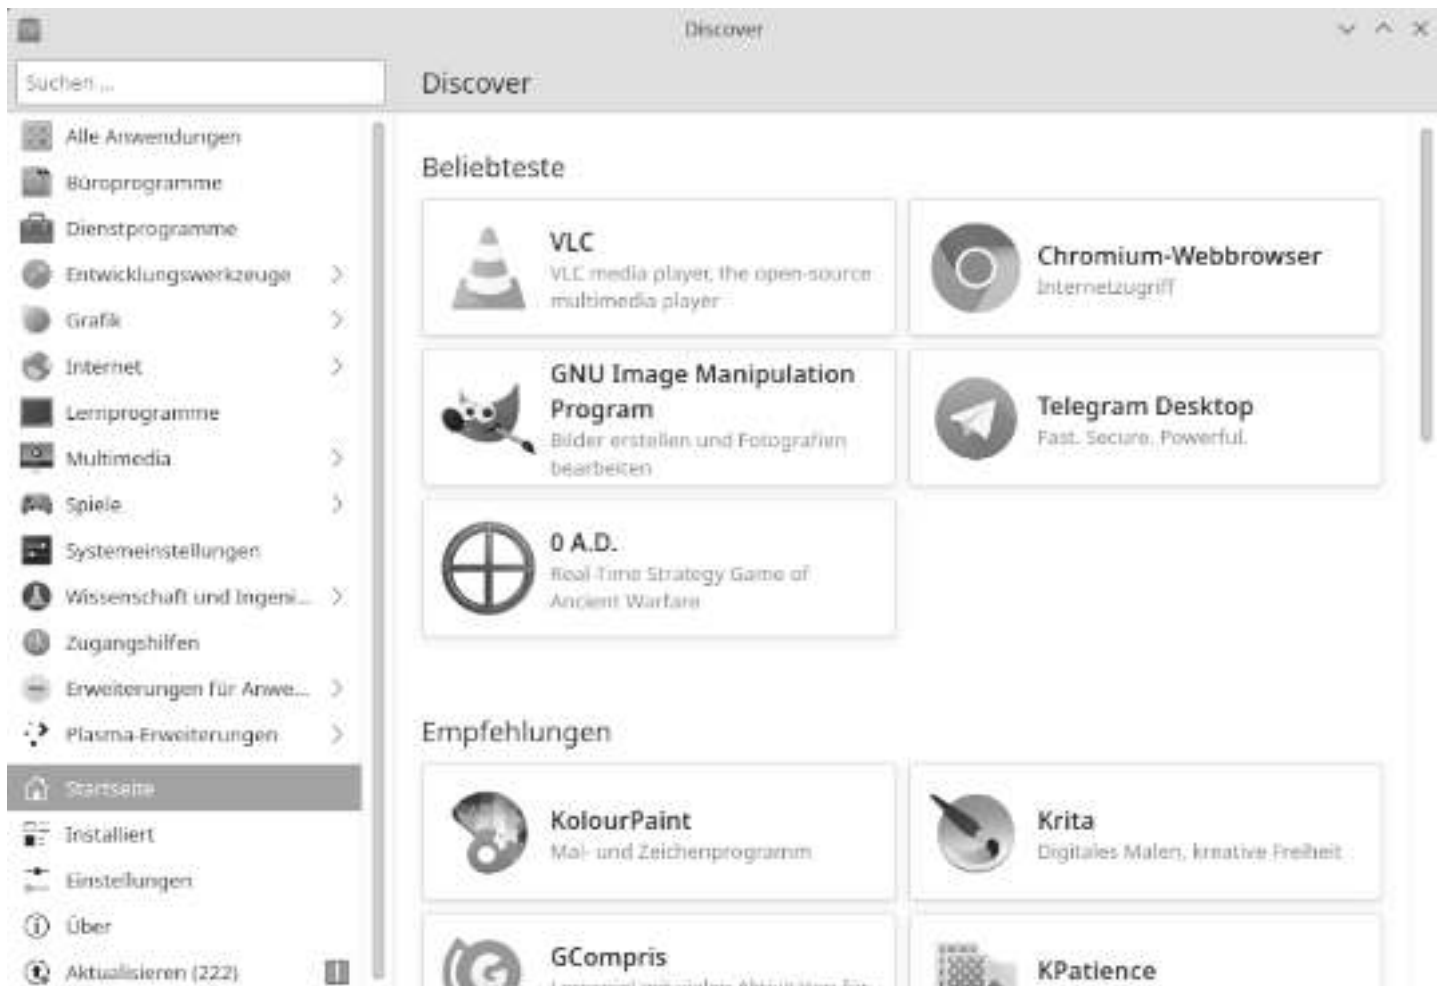 Discover
Suchen ...
Discover
Alle Anwendungen
Büroprogramme
Dienstprogramme
Entwicklungswerkzeuge
Grafik
Internet
Lernprogramme
Multimedia
Spiele
Systemeinstellungen
Wissenschaft und Ingeni...
Zugangshilfen
Erweiterungen für Anwe...
Plasma-Erweiterungen
Startseite
Installiert
Einstellungen
Über
Aktualisieren (222)
Beliebteste
VLC
VLC media player, the open-source
multimedia player
Chromium-Webbrowser
Internetzugriff
GNU Image Manipulation
Program
Bilder erstellen und Fotografien
bearbeiten
Telegram Desktop
Fast. Secure. Powerful.
0 A.D.
Real-Time Strategy Game of
Ancient Warfare
Empfehlungen
KolourPaint
Mal- und Zeichenprogramm
Krita
Digitales Malen, kreative Freiheit
GCompris
KPatience